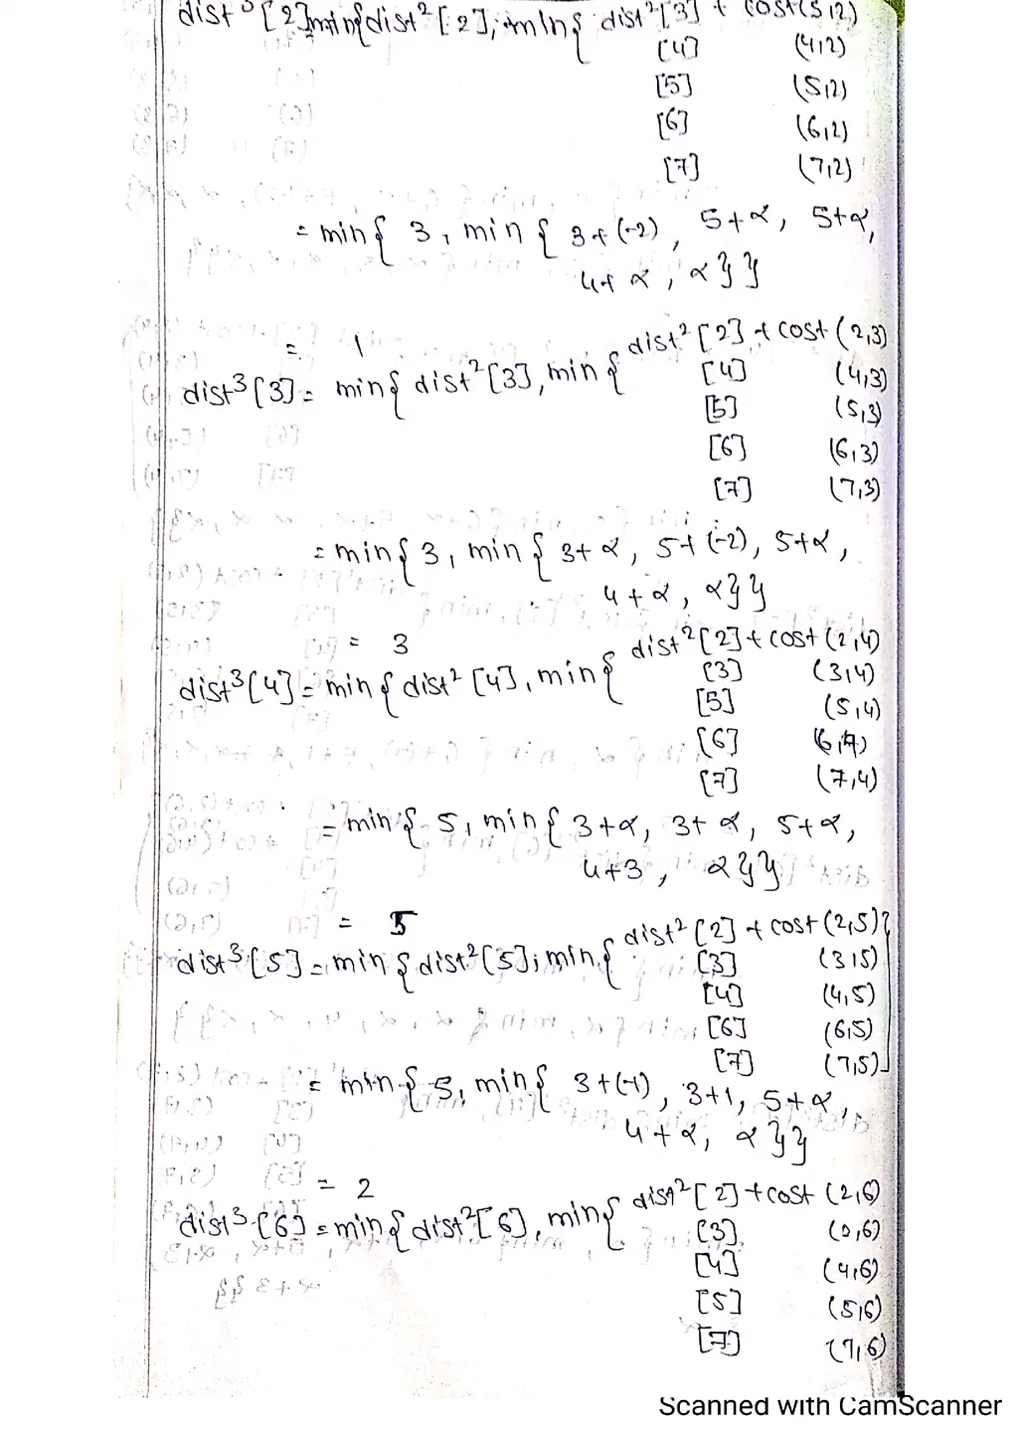 dist³[2]min{dist²[2], min{ dist²[3] + cost(3,2)
[4] (4,2)
[5] (5,2)
[6] (6,2)
[7] (7,2)
= min{ 3, min { 3+(-2), 5+α, 5+α,
4+α, α}}
= 1
dist³[3] = min{ dist²[3], min{ dist²[2] + cost(2,3)
[4] (4,3)
[5] (5,3)
[6] (6,3)
[7] (7,3)
= min{ 3, min{ 3+α, 5+(-2), 5+α,
4+α, α}}
= 3
dist³[4] = min{ dist²[4], min{ dist²[2] + cost(2,4)
[3] (3,4)
[5] (5,4)
[6] (6,4)
[7] (7,4)
= min{ 5, min{ 3+α, 3+α, 5+α,
4+3, α}}
= 5
dist³[5] = min{ dist²[5], min{ dist²[2] + cost(2,5)}
[3] (3,5)
[4] (4,5)
[6] (6,5)
[7] (7,5)
= min{ 5, min{ 3+(-1), 3+1, 5+α,
4+α, α}}
= 2
dist³[6] = min{ dist²[6], min{ dist²[2] + cost(2,6)
[3] (3,6)
[4] (4,6)
[5] (5,6)
[7] (7,6)
Scanned with CamScanner